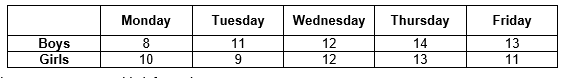 Monday Tuesday Wednesday Thursday Friday
Boys 8 11 12 14 13
Girls 10 9 12 13 11